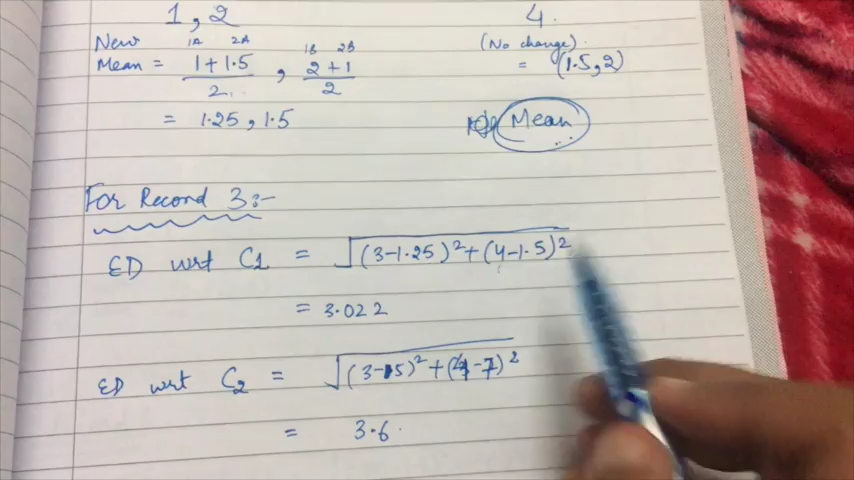 1, 2
4.
New 1A 2A 1B 2B (No change)
Mean = 1 + 1.5 / 2 , 2 + 1 / 2 = (1.5, 2)
= 1.25, 1.5
Mean
For Record 3:-
ED wrt C1 = √(3-1.25)² + (4-1.5)²
= 3.022
ED wrt C2 = √(3-5)² + (4-7)²
= 3.6